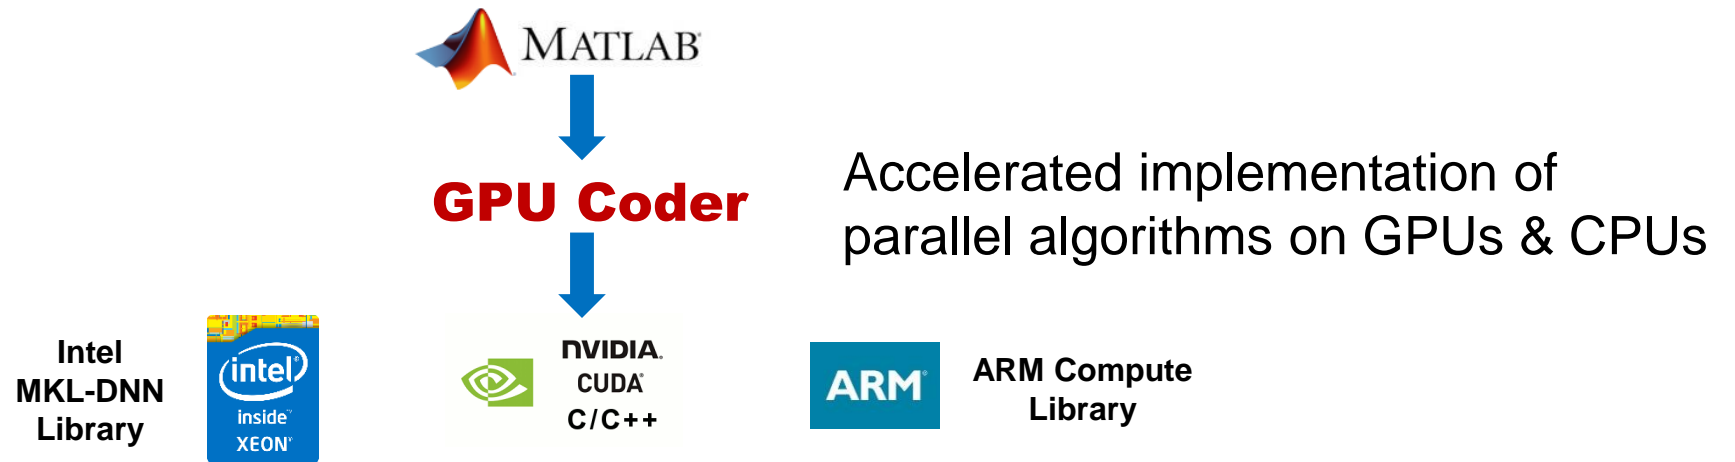 MATLAB
GPU Coder
Accelerated implementation of
parallel algorithms on GPUs & CPUs
Intel
MKL-DNN
Library
intel®
inside™
XEON®
NVIDIA.
CUDA®
C/C++
ARM®
ARM Compute
Library